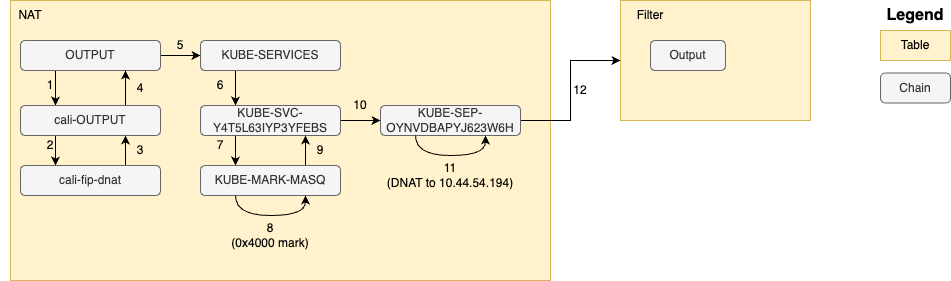 NAT
OUTPUT
5
KUBE-SERVICES
1
4
6
cali-OUTPUT
KUBE-SVC-
Y4T5L63IYP3YFEBS
10
KUBE-SEP-
OYNVDBAPYJ623W6H
2
3
7
9
cali-fip-dnat
KUBE-MARK-MASQ
8
(0x4000 mark)
11
(DNAT to 10.44.54.194)
12
Filter
Output
Legend
Table
Chain